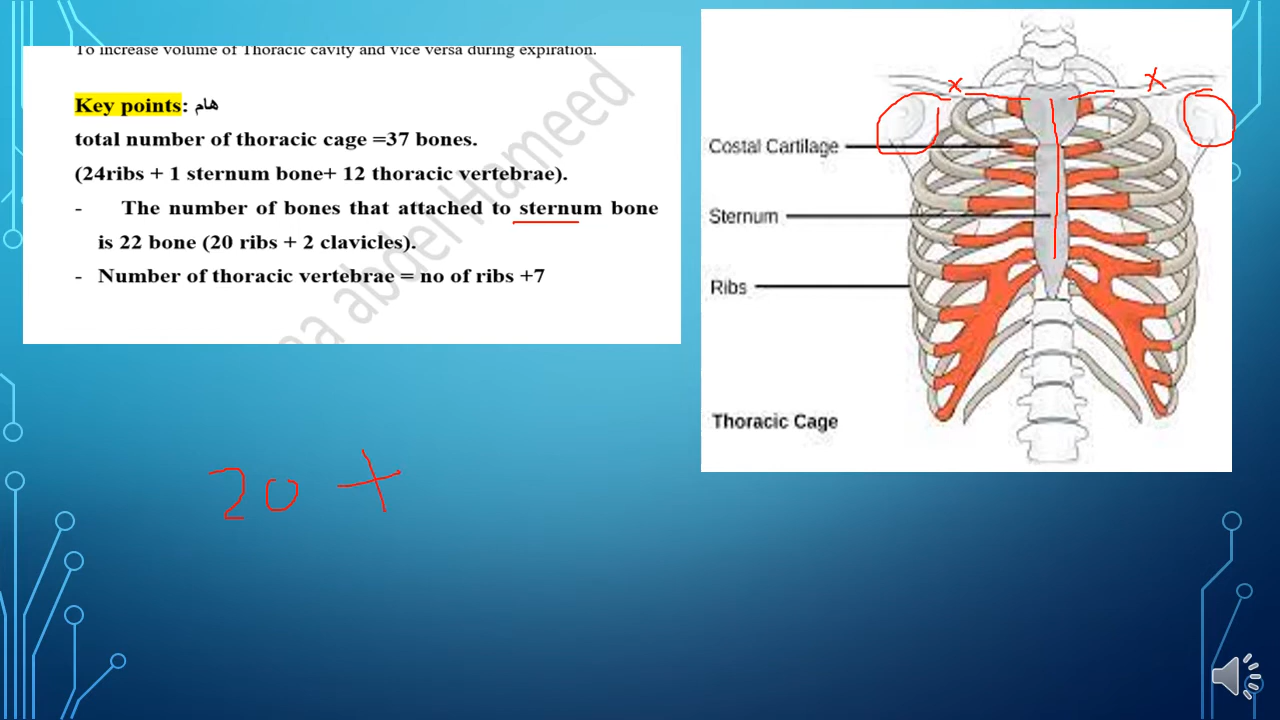 To increase volume of Thoracic cavity and vice versa during expiration.
Key points: هام
total number of thoracic cage =37 bones.
(24ribs + 1 sternum bone+ 12 thoracic vertebrae).
- The number of bones that attached to sternum bone
is 22 bone (20 ribs + 2 clavicles).
- Number of thoracic vertebrae = no of ribs +7
abdel Hameed
Costal Cartilage
Sternum
Ribs
Thoracic Cage
x
x
20 +